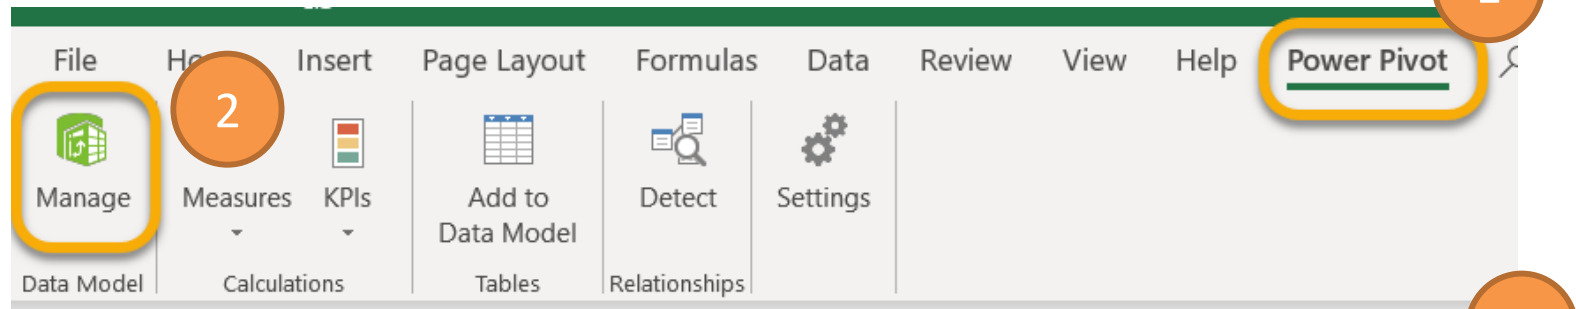 File Insert Page Layout Formulas Data Review View Help Power Pivot
2
Manage Measures KPIs Add to Data Model Detect Settings
Data Model Calculations Tables Relationships